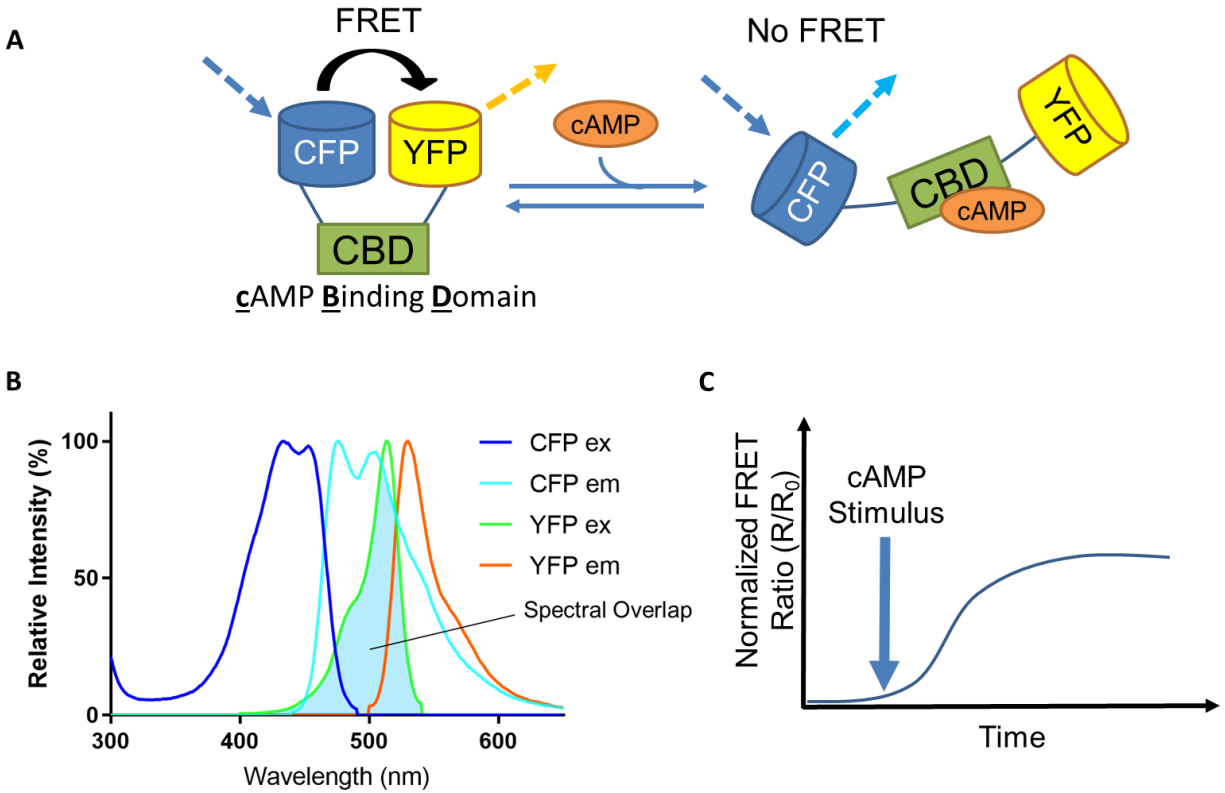 A
FRET
No FRET
CFP
YFP
cAMP
CBD
cAMP Binding Domain
CFP
CBD
cAMP
YFP
B
Relative Intensity (%)
100
50
0
300
400
500
600
Wavelength (nm)
CFP ex
CFP em
YFP ex
YFP em
Spectral Overlap
C
Normalized FRET
Ratio (R/R₀)
cAMP
Stimulus
Time